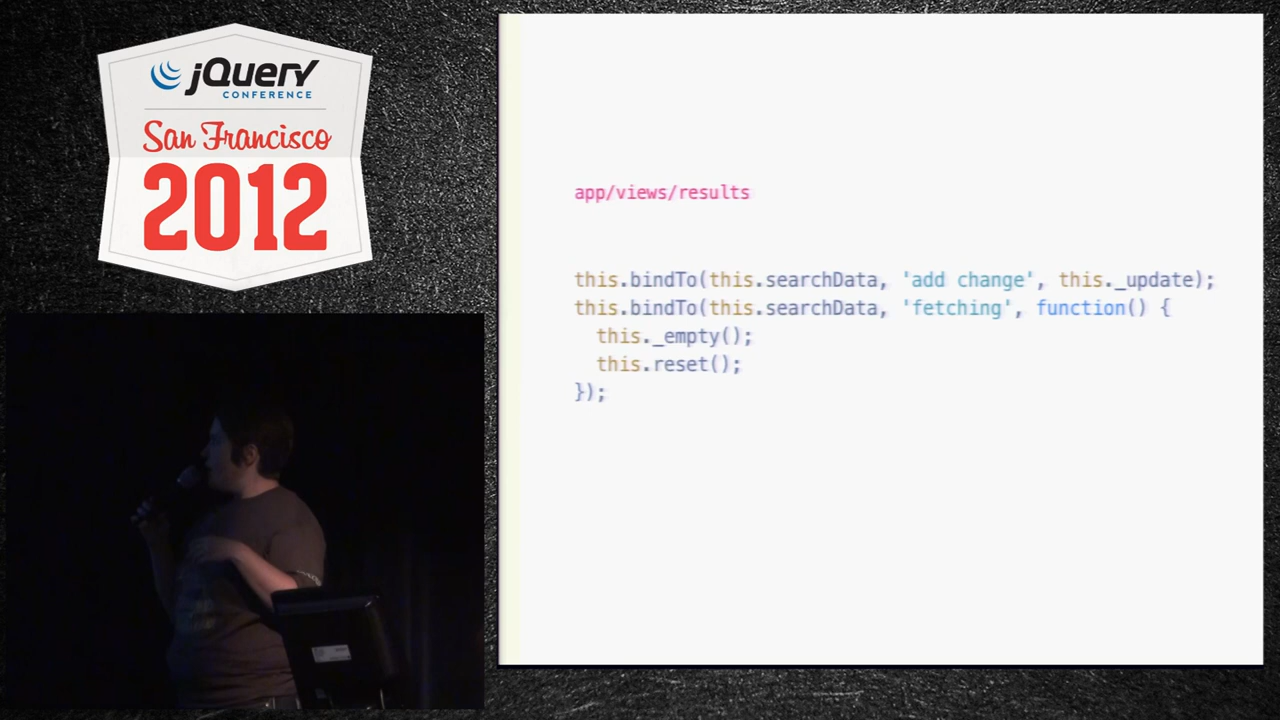 jQuery
CONFERENCE
San Francisco
2012
app/views/results
this.bindTo(this.searchData, 'add change', this._update);
this.bindTo(this.searchData, 'fetching', function() {
  this._empty();
  this.reset();
});